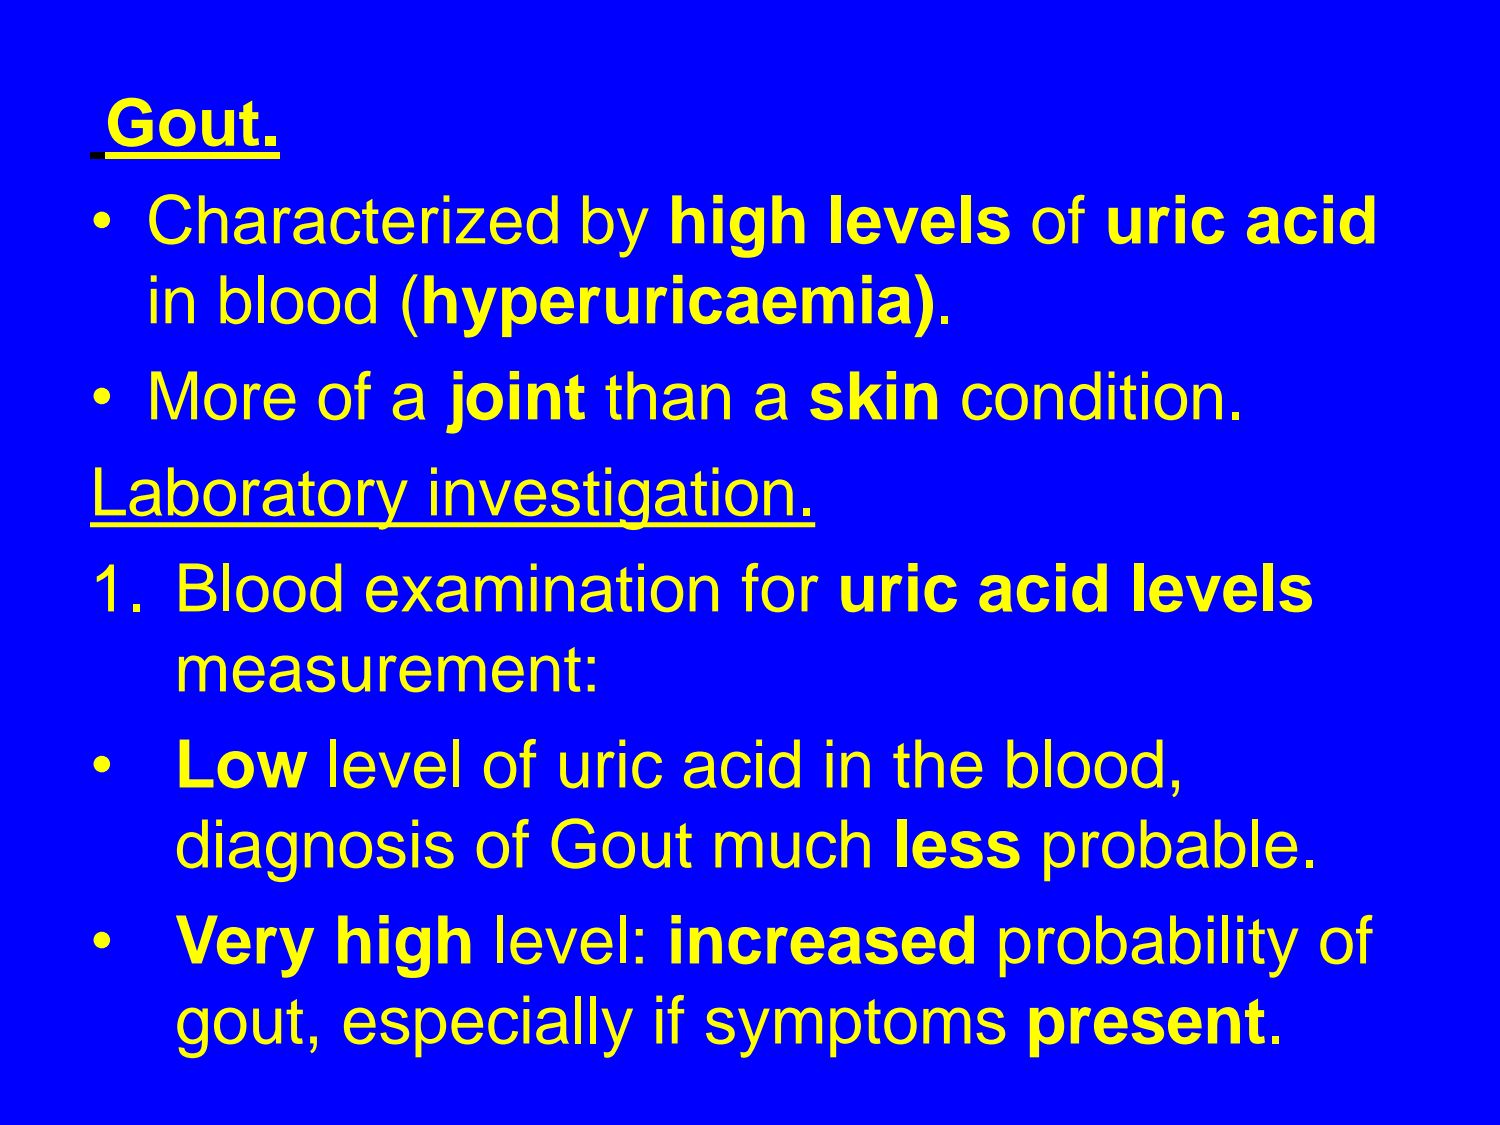 Gout.
• Characterized by high levels of uric acid
in blood (hyperuricaemia).
• More of a joint than a skin condition.
Laboratory investigation.
1. Blood examination for uric acid levels
measurement:
• Low level of uric acid in the blood,
diagnosis of Gout much less probable.
• Very high level: increased probability of
gout, especially if symptoms present.